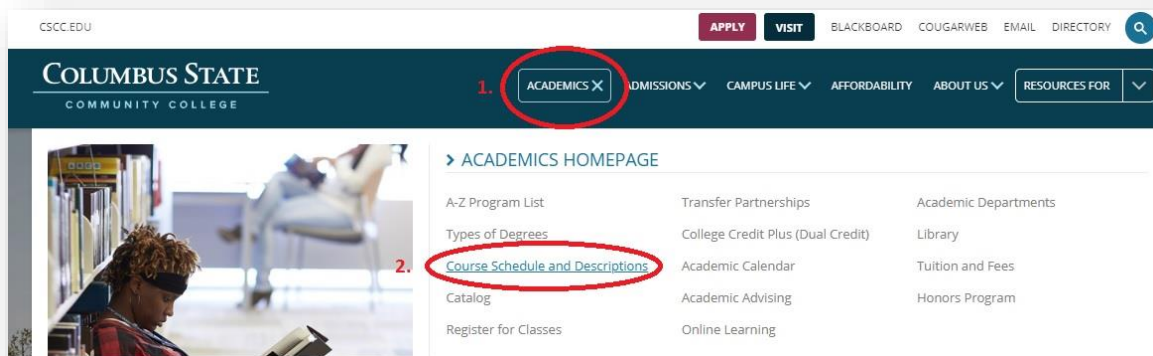 CSCC.EDU
APPLY VISIT BLACKBOARD COUGARWEB EMAIL DIRECTORY
COLUMBUS STATE
COMMUNITY COLLEGE
1. ACADEMICS ADMISSIONS CAMPUS LIFE AFFORDABILITY ABOUT US RESOURCES FOR
> ACADEMICS HOMEPAGE
A-Z Program List Transfer Partnerships Academic Departments
Types of Degrees College Credit Plus (Dual Credit) Library
2. Course Schedule and Descriptions Academic Calendar Tuition and Fees
Catalog Academic Advising Honors Program
Register for Classes Online Learning